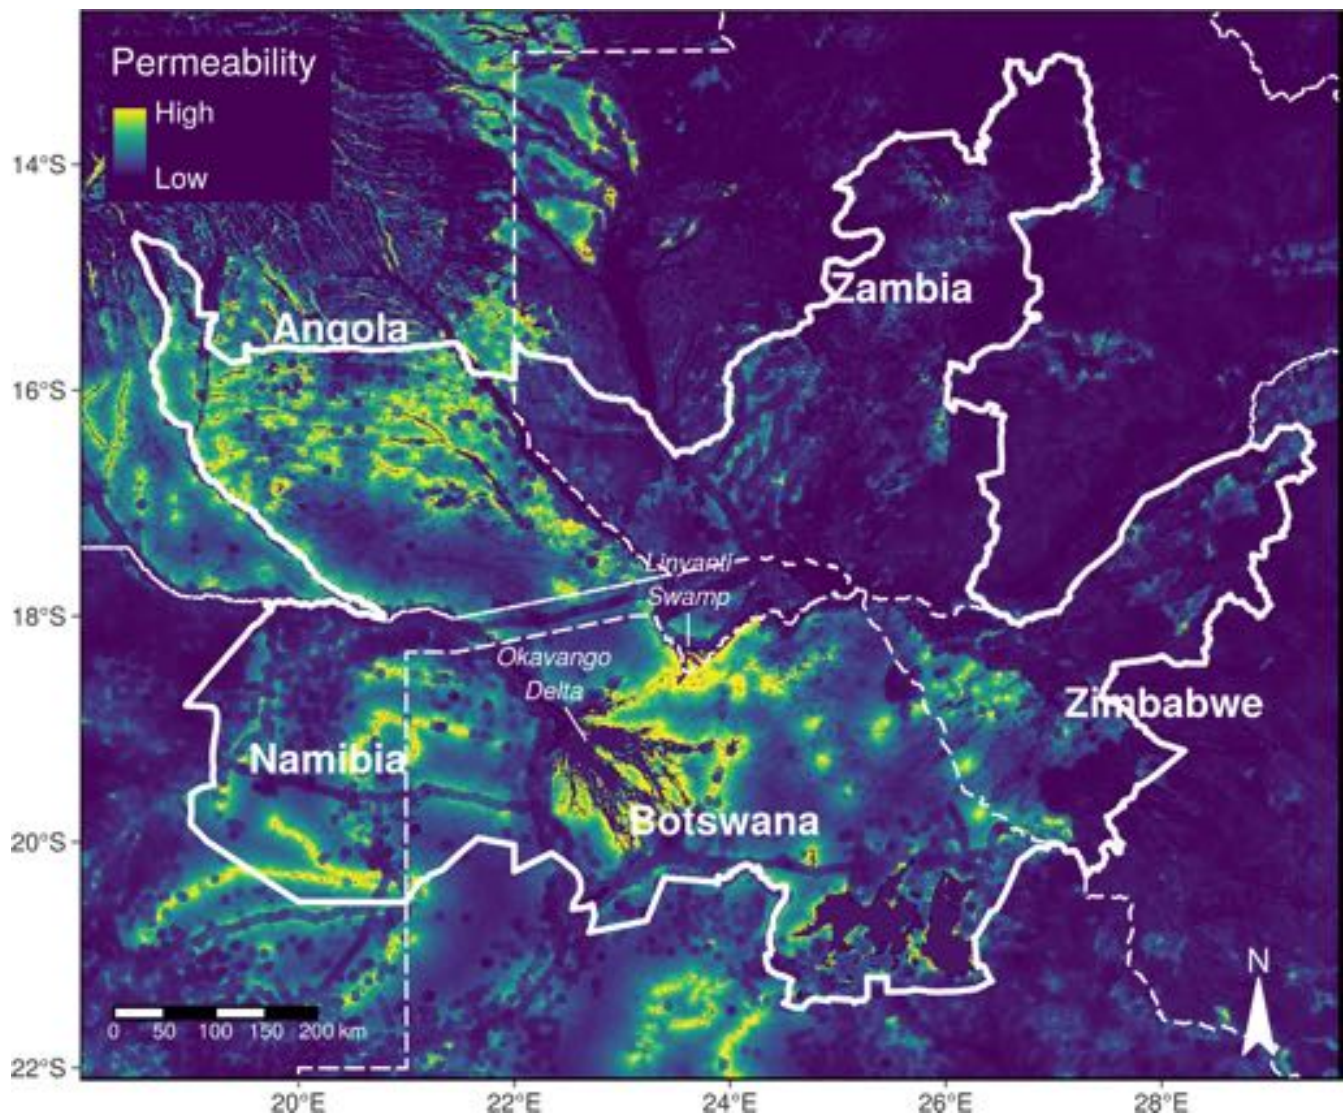 Permeability
High
Low
14°S
16°S
18°S
20°S
22°S
Angola
Zambia
Linyanti
Swamp
Okavango
Delta
Zimbabwe
Namibia
Botswana
N
0 50 100 150 200 km
20°E 22°E 24°E 26°E 28°E